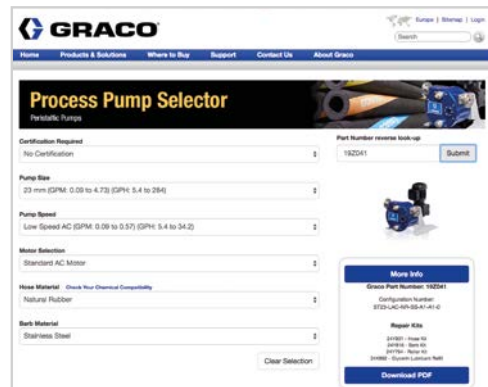 GRACO
Europe | Sitemap | Login
Search
Home Products & Solutions Where to Buy Support Contact Us About Graco
Process Pump Selector
Peristaltic Pumps
Certification Required
No Certification
Pump Size
23 mm (GPM: 0.09 to 4.73) (GPH: 5.4 to 284)
Pump Speed
Low Speed AC (GPM: 0.09 to 0.57) (GPH: 5.4 to 34.2)
Motor Selection
Standard AC Motor
Hose Material Check Your Chemical Compatibility
Natural Rubber
Barb Material
Stainless Steel
Clear Selection
Part Number reverse look-up
19Z041 Submit
More Info
Graco Part Number: 19Z041
Configuration Number:
Repair Kits
Download PDF